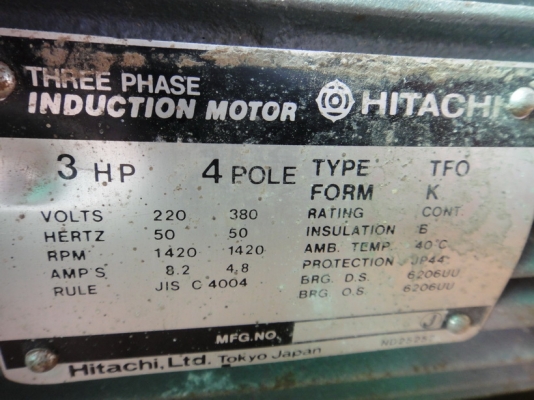 THREE PHASE
INDUCTION MOTOR HITACHI
3 HP 4 POLE
TYPE TFO
FORM K
VOLTS 220 380
HERTZ 50 50
RPM 1420 1420
AMP'S 8.2 4.8
RULE JIS C 4004
RATING CONT.
INSULATION E
AMB. TEMP. 40°C
PROTECTION JP44
BRG. D.S. 6206UU
BRG O.S. 6206UU
MFG.NO. J
Hitachi, Ltd. Tokyo Japan